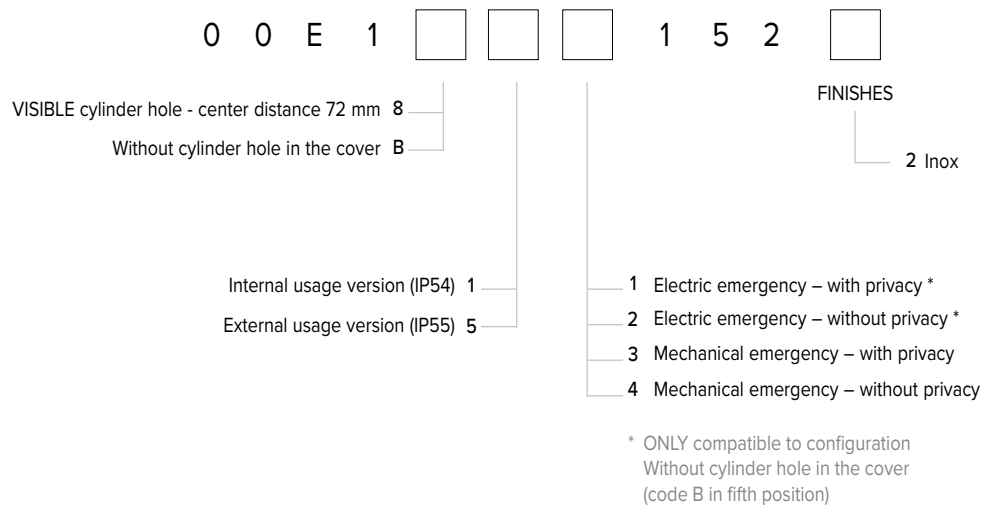 0 0 E 1 1 5 2
FINISHES
VISIBLE cylinder hole - center distance 72 mm 8
Without cylinder hole in the cover B
2 Inox
Internal usage version (IP54) 1
External usage version (IP55) 5
1 Electric emergency – with privacy *
2 Electric emergency – without privacy *
3 Mechanical emergency – with privacy
4 Mechanical emergency – without privacy
* ONLY compatible to configuration
Without cylinder hole in the cover
(code B in fifth position)